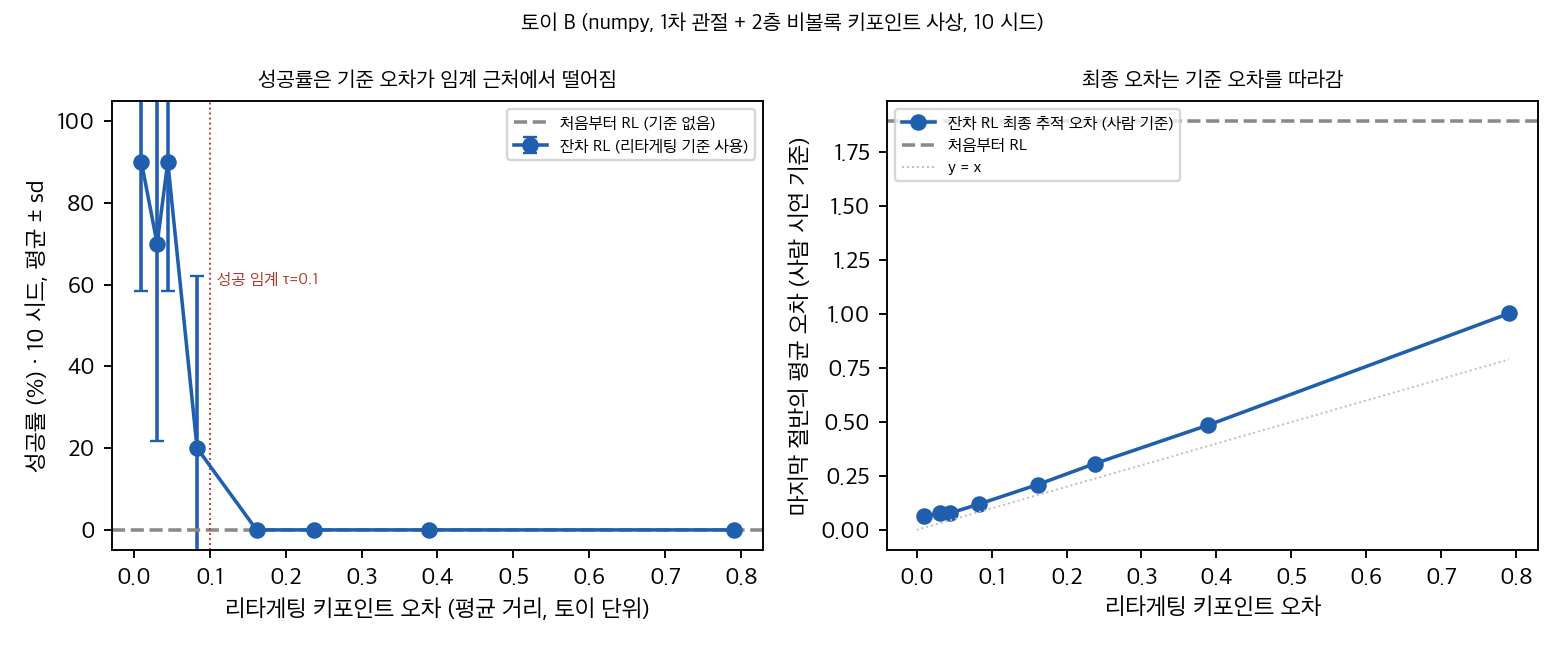 토이 B (numpy, 1차 관절 + 2층 비볼록 키포인트 사상, 10 시드)
성공률은 기준 오차가 임계 근처에서 떨어짐
성공률 (%) · 10 시드, 평균 ± sd
100
80
60
40
20
0
처음부터 RL (기준 없음)
잔차 RL (리타게팅 기준 사용)
성공 임계 τ=0.1
0.0 0.1 0.2 0.3 0.4 0.5 0.6 0.7 0.8
리타게팅 키포인트 오차 (평균 거리, 토이 단위)
최종 오차는 기준 오차를 따라감
마지막 절반의 평균 오차 (사람 시연 기준)
1.75
1.50
1.25
1.00
0.75
0.50
0.25
0.00
잔차 RL 최종 추적 오차 (사람 기준)
처음부터 RL
y = x
0.0 0.1 0.2 0.3 0.4 0.5 0.6 0.7 0.8
리타게팅 키포인트 오차